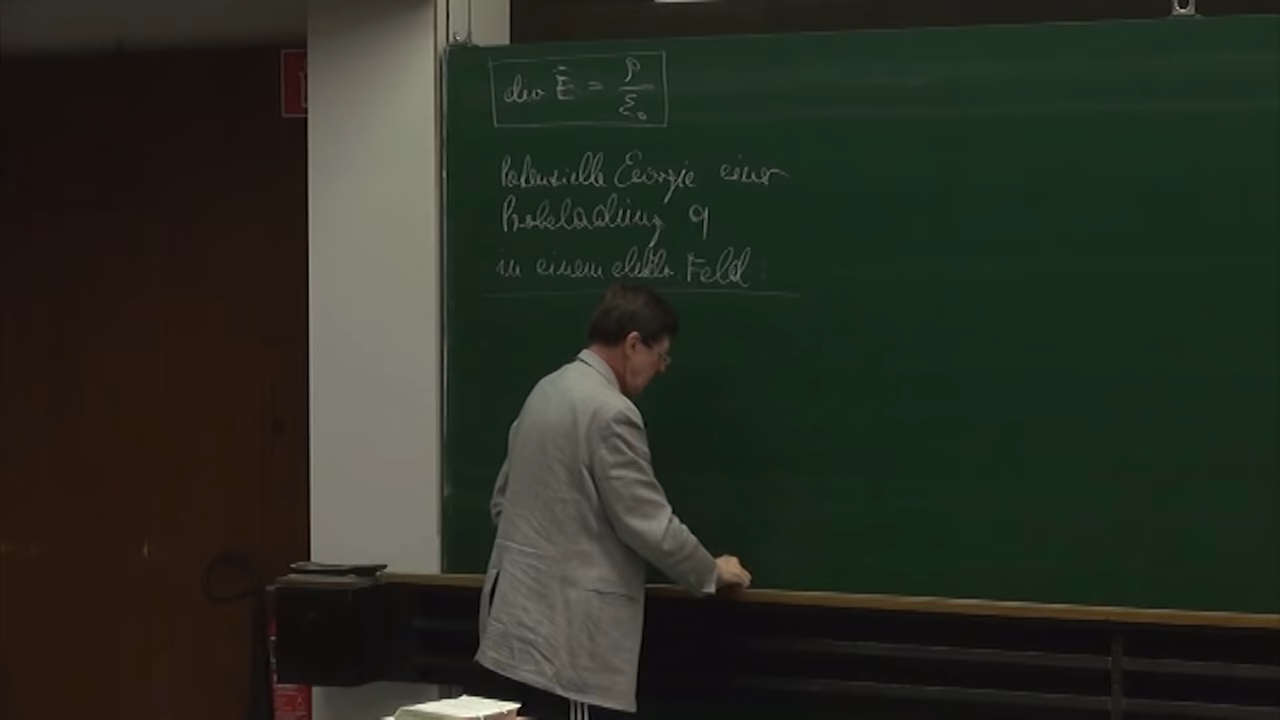 div E⃗ = ρ/ε₀
Potentielle Energie einer
Probeladung q
in einem elektr. Feld: